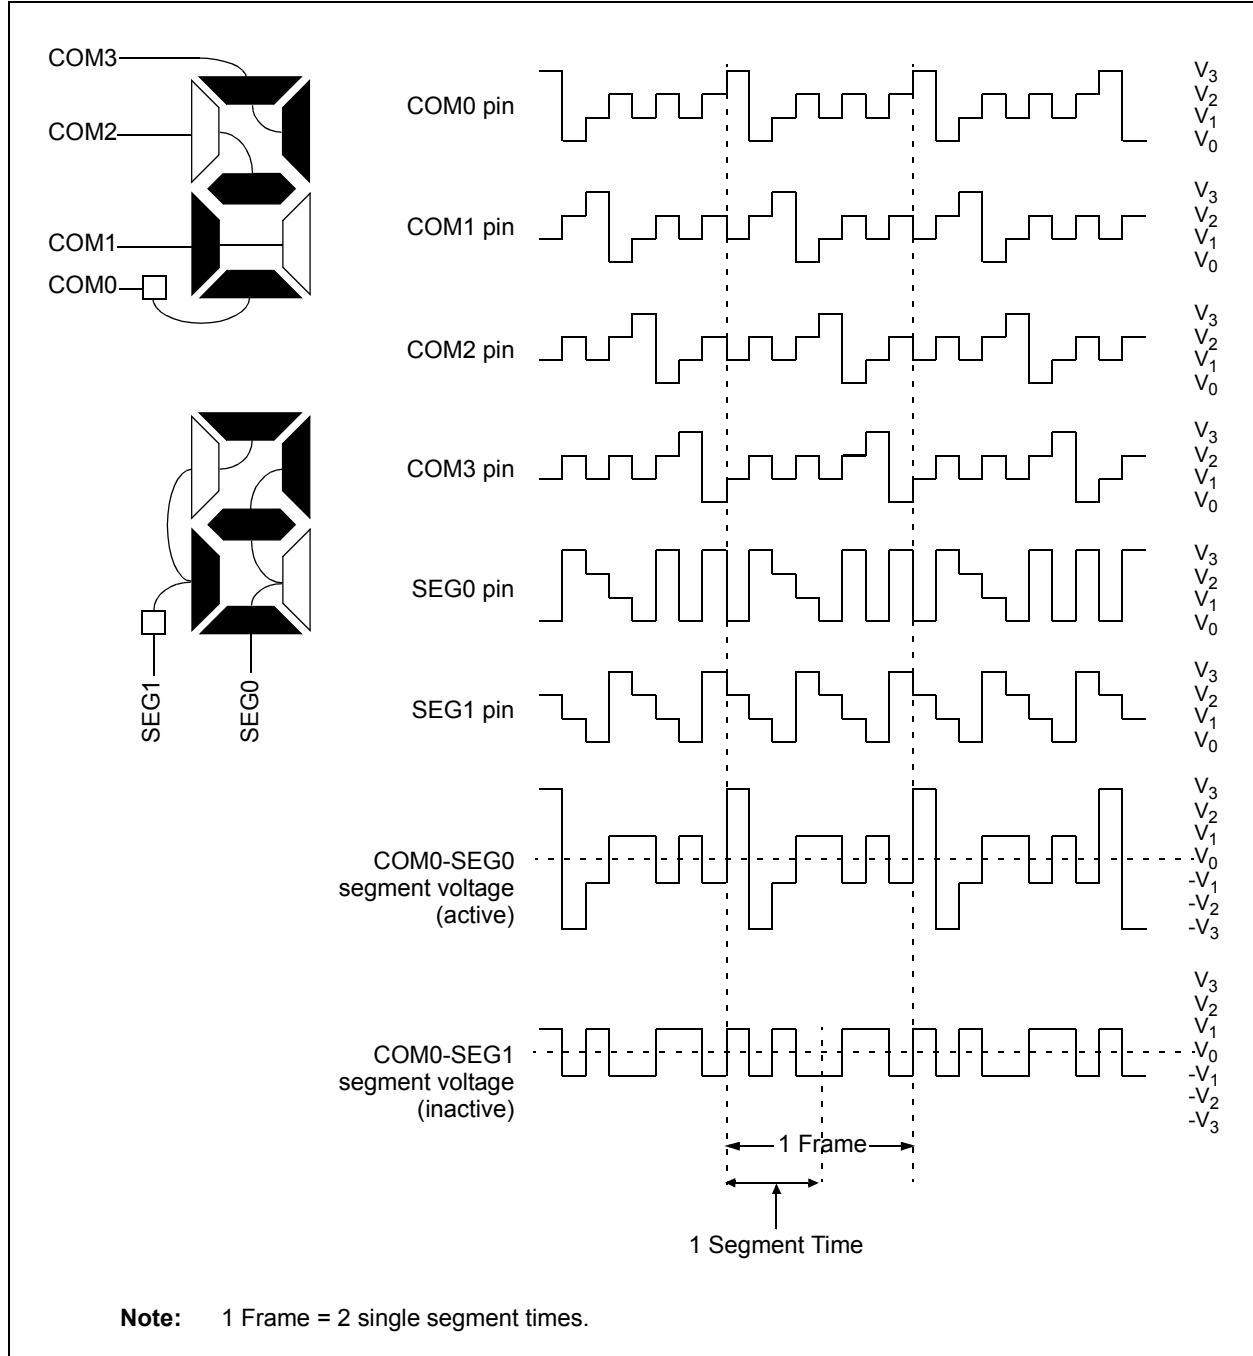 COM3
COM2
COM1
COM0
SEG1
SEG0
COM0 pin
V3
V2
V1
V0
COM1 pin
V3
V2
V1
V0
COM2 pin
V3
V2
V1
V0
COM3 pin
V3
V2
V1
V0
SEG0 pin
V3
V2
V1
V0
SEG1 pin
V3
V2
V1
V0
COM0-SEG0
segment voltage
(active)
V3
V2
V1
V0
-V1
-V2
-V3
COM0-SEG1
segment voltage
(inactive)
V3
V2
V1
V0
-V1
-V2
-V3
1 Frame
1 Segment Time
Note: 1 Frame = 2 single segment times.